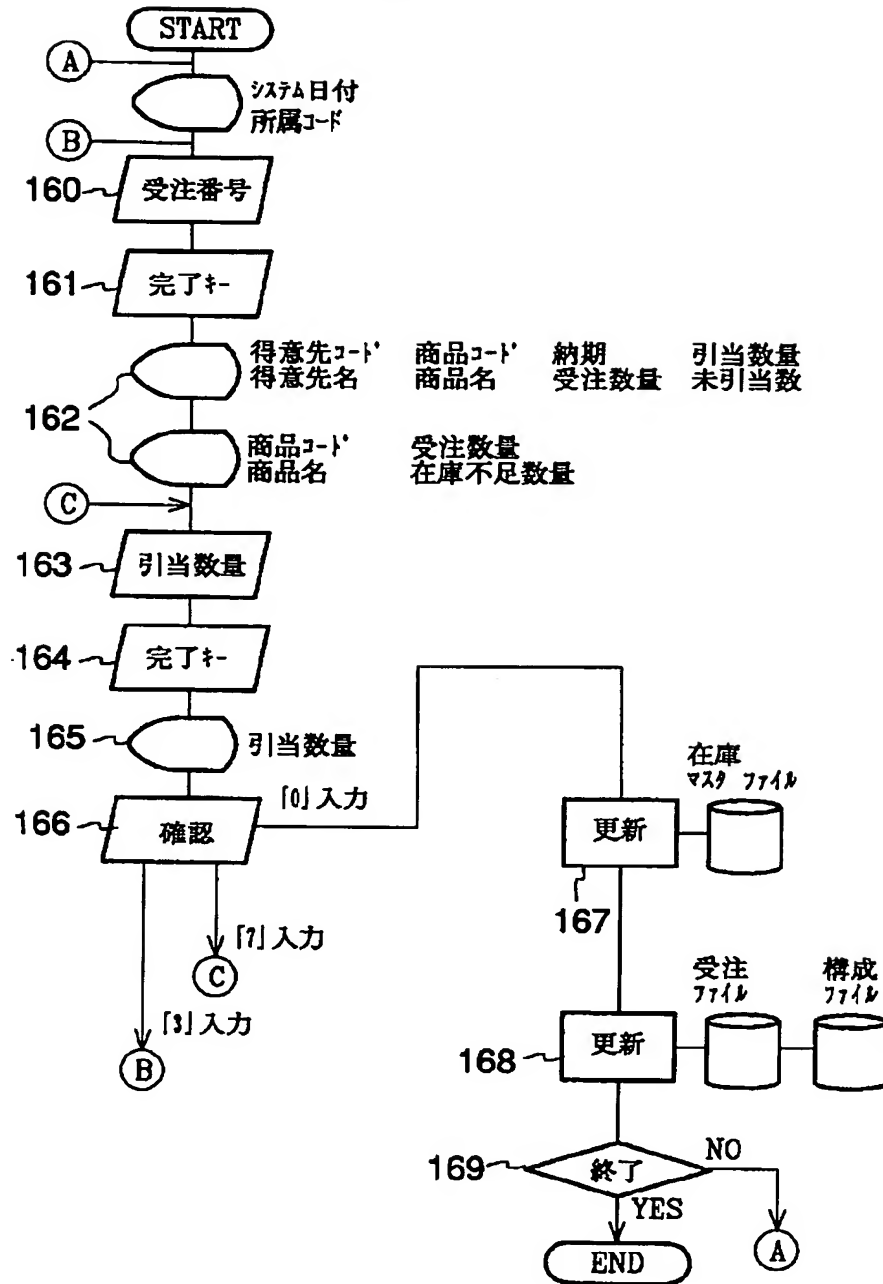 START
A
システム日付
所属コード
B
160
受注番号
161
完了キー
得意先コード 商品コード 納期 引当数量
得意先名 商品名 受注数量 未引当数
162
商品コード 受注数量
商品名 在庫不足数量
C
163
引当数量
164
完了キー
165
引当数量
166
確認
「0」入力
「7」入力
C
「3」入力
B
在庫
マスタ ファイル
更新
167
受注
ファイル
構成
ファイル
更新
168
169
終了
NO
YES
A
END